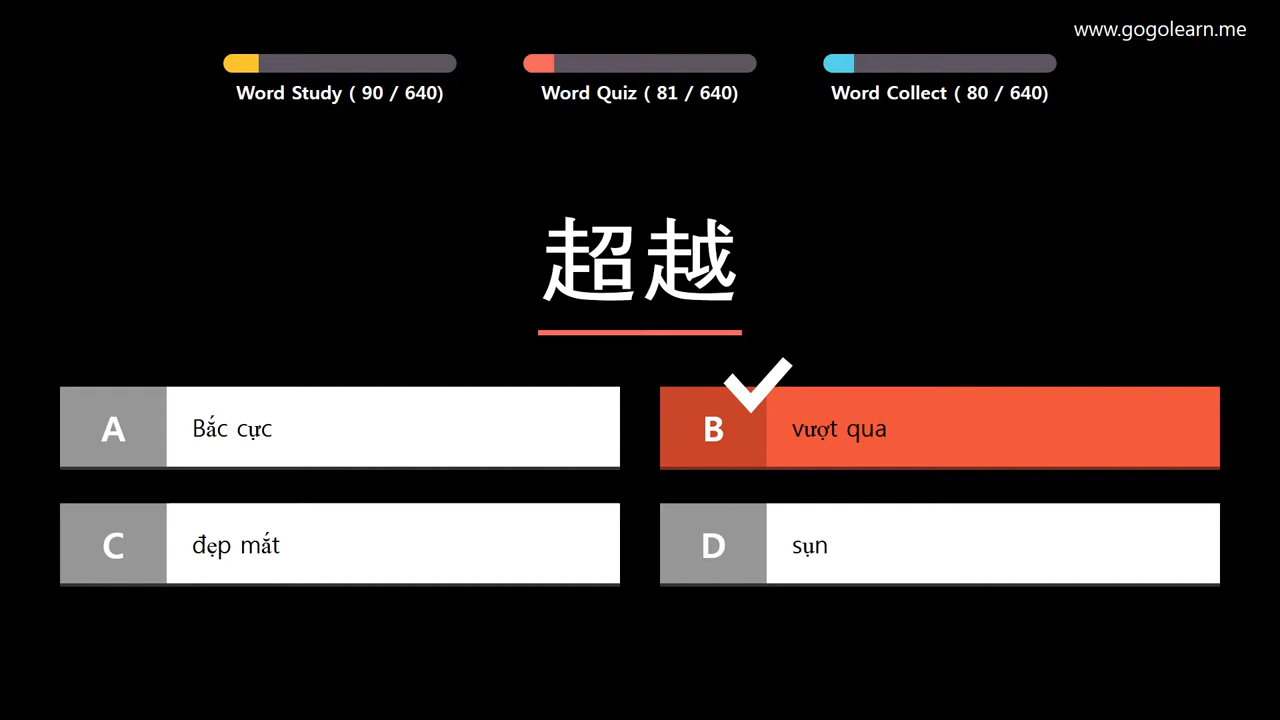 www.gogolearn.me
Word Study ( 90 / 640)
Word Quiz ( 81 / 640)
Word Collect ( 80 / 640)
超越
A Bắc cực
B vượt qua
C đẹp mắt
D sụn